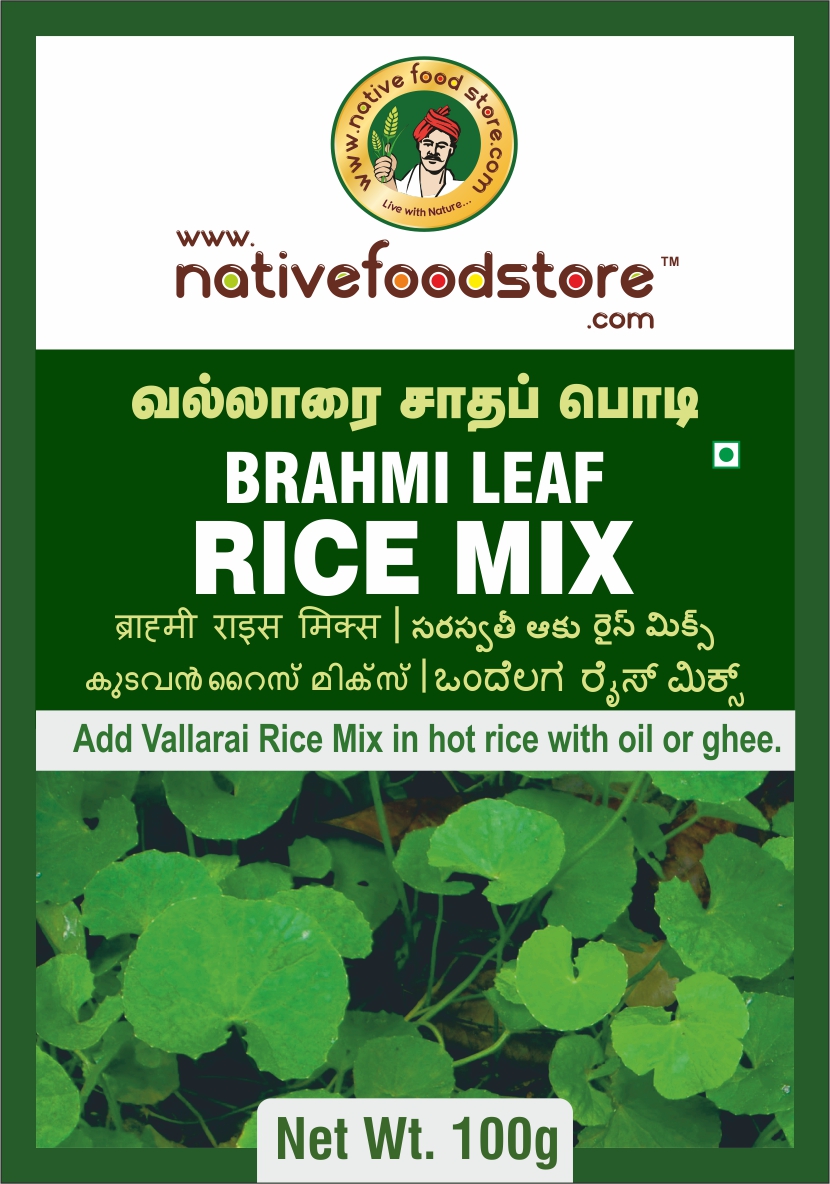 www.native food store.com
Live with Nature...
www.
nativefoodstore™
.com
வல்லாரை சாதப் பொடி
BRAHMI LEAF
RICE MIX
ब्राह्मी राइस मिक्स | సరస్వతీ ఆకు రైస్ మిక్స్
കുടവൻ റൈസ് മിക്സ് | ಒಂದೆಲಗ ರೈಸ್ ಮಿಕ್ಸ್
Add Vallarai Rice Mix in hot rice with oil or ghee.
Net Wt. 100g